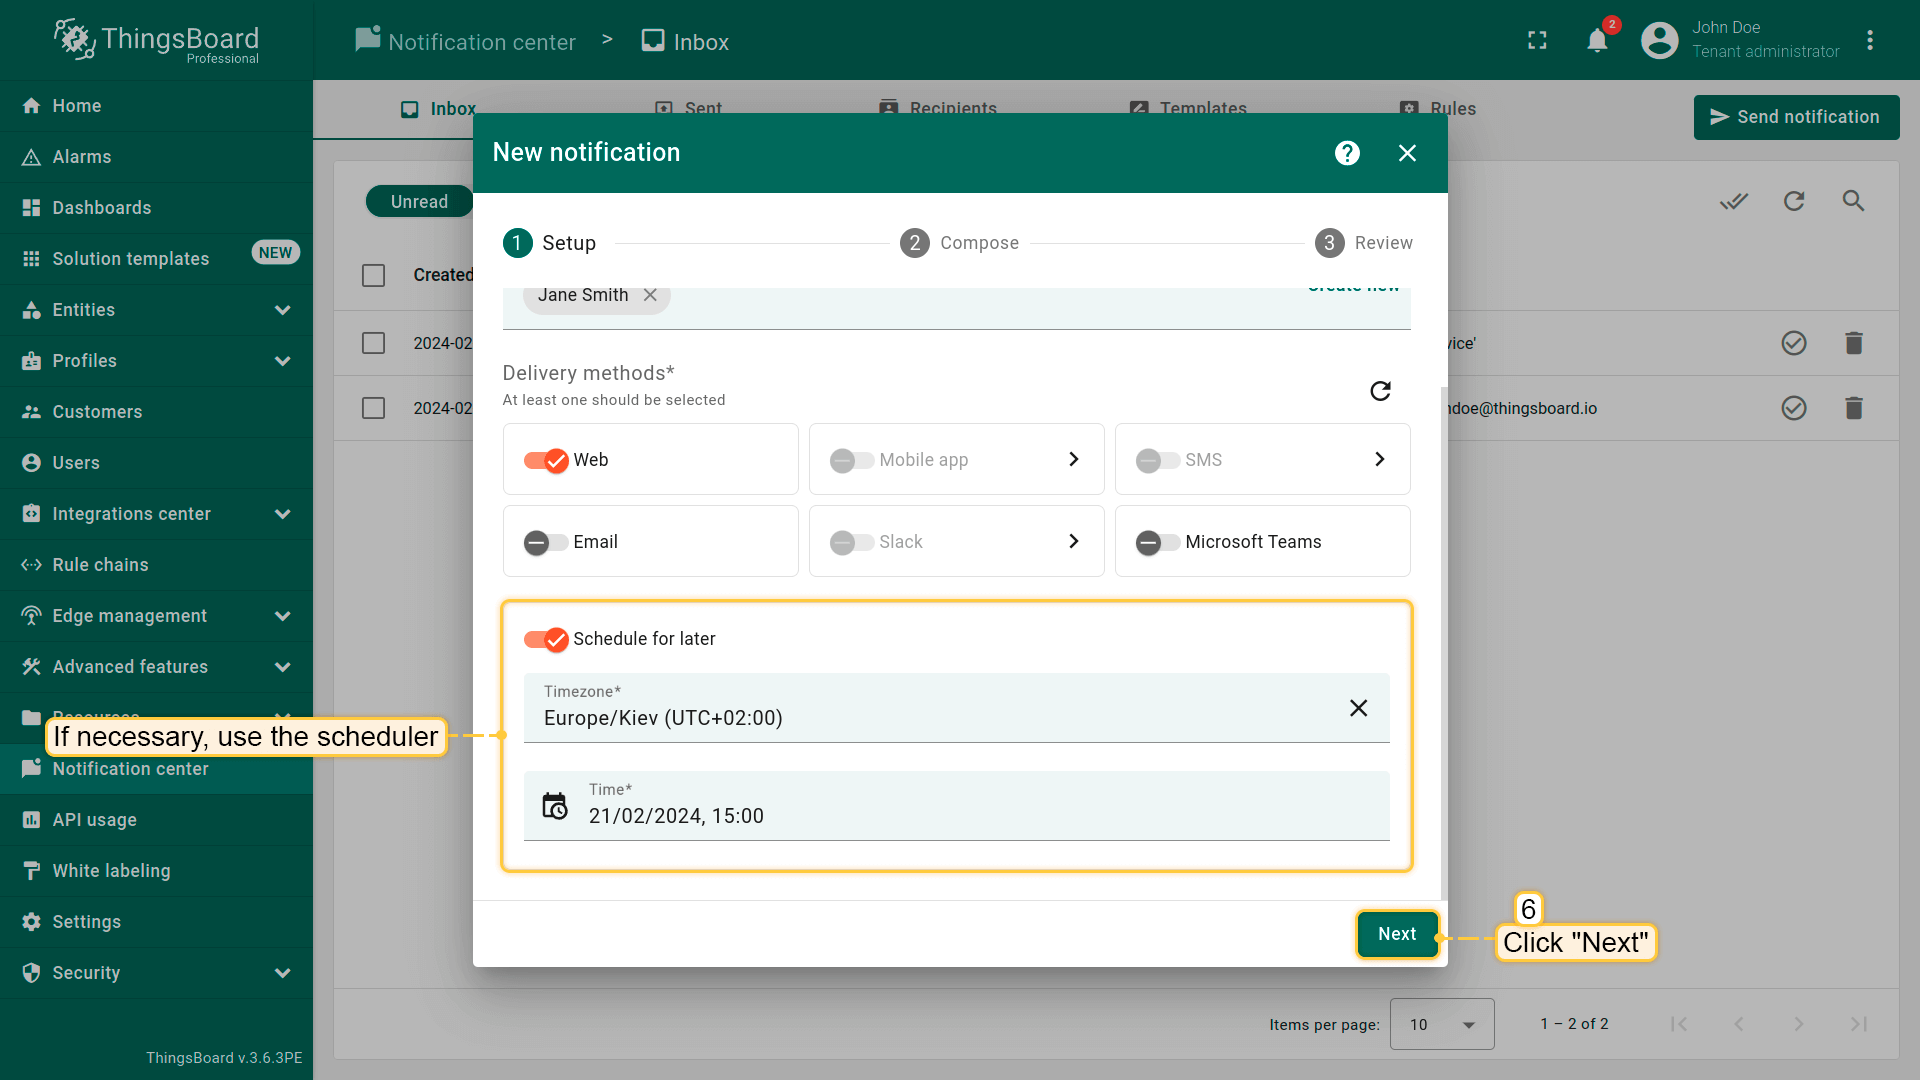 ThingsBoard
Professional
Notification center > Inbox
2
John Doe
Tenant administrator
Home
Alarms
Dashboards
Solution templates
NEW
Entities
Profiles
Customers
Users
Integrations center
Rule chains
Edge management
Advanced features
Resources
Notification center
API usage
White labeling
Settings
Security
ThingsBoard v.3.6.3PE
Inbox
Sent
Recipients
Templates
Rules
Send notification
Unread
Created
2024-02
2024-02
vice'
doe@thingsboard.io
New notification
1 Setup
2 Compose
3 Review
Jane Smith
Create new
Delivery methods*
At least one should be selected
Web
Mobile app
SMS
Email
Slack
Microsoft Teams
Schedule for later
Timezone*
Europe/Kiev (UTC+02:00)
Time*
21/02/2024, 15:00
If necessary, use the scheduler
Next
6
Click "Next"
Items per page:
10
1 – 2 of 2